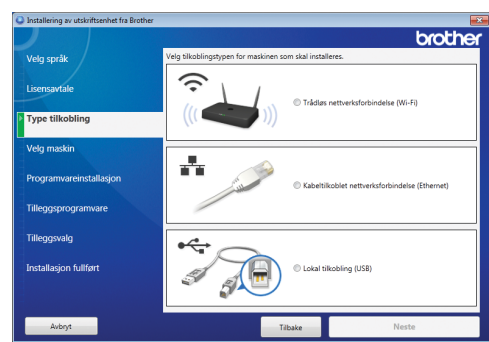 Installering av utskriftsenhet fra Brother
brother
Velg språk
Lisensavtale
Type tilkobling
Velg maskin
Programvareinstallasjon
Tilleggsprogramvare
Tilleggsvalg
Installasjon fullført
Velg tilkoblingstypen for maskinen som skal installeres.
Trådløs nettverksforbindelse (Wi-Fi)
Kabeltikoblet nettverksforbindelse (Ethernet)
Lokal tilkobling (USB)
Avbryt
Tilbake
Neste